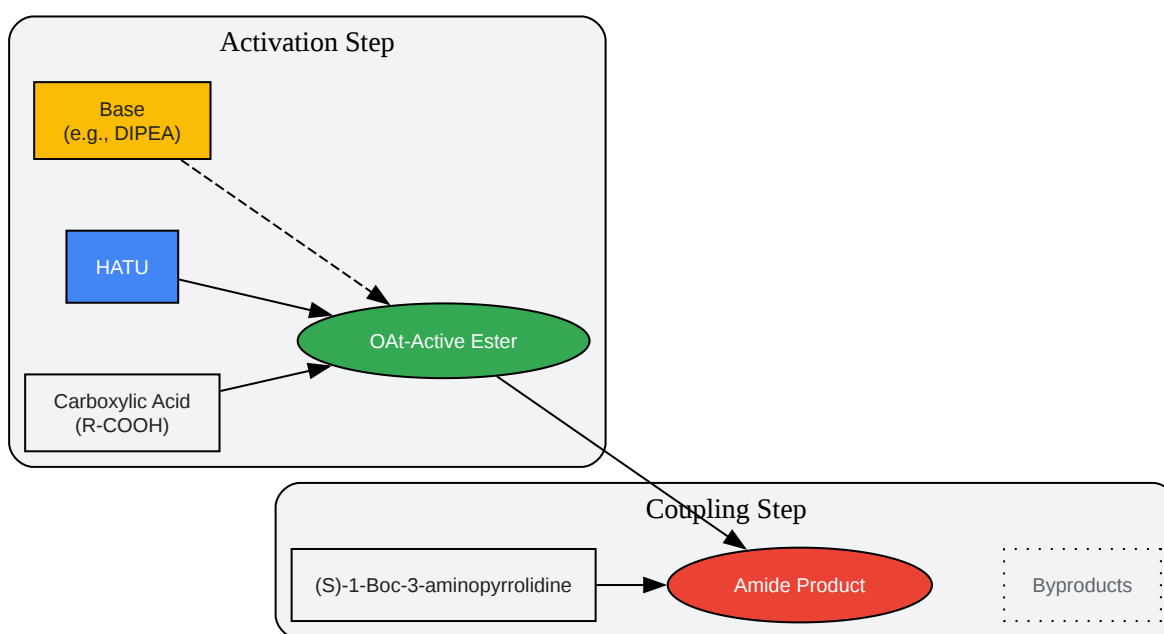 Activation Step
Base
(e.g., DIPEA)
HATU
OAt-Active Ester
Carboxylic Acid
(R-COOH)
Coupling Step
(S)-1-Boc-3-aminopyrrolidine
Amide Product
Byproducts